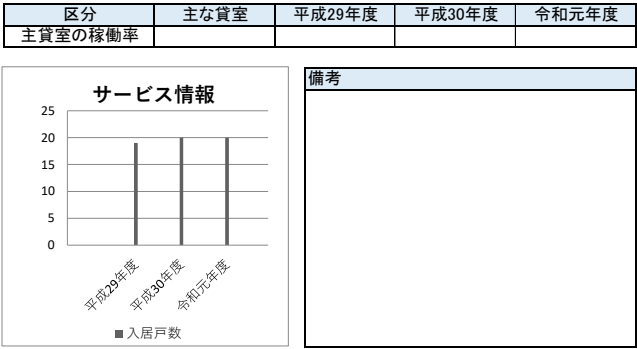 区分 主な貸室 平成29年度 平成30年度 令和元年度
主貸室の稼働率
サービス情報
25
20
15
10
5
0
平成29年度 平成30年度 令和元年度
入居戸数
備考